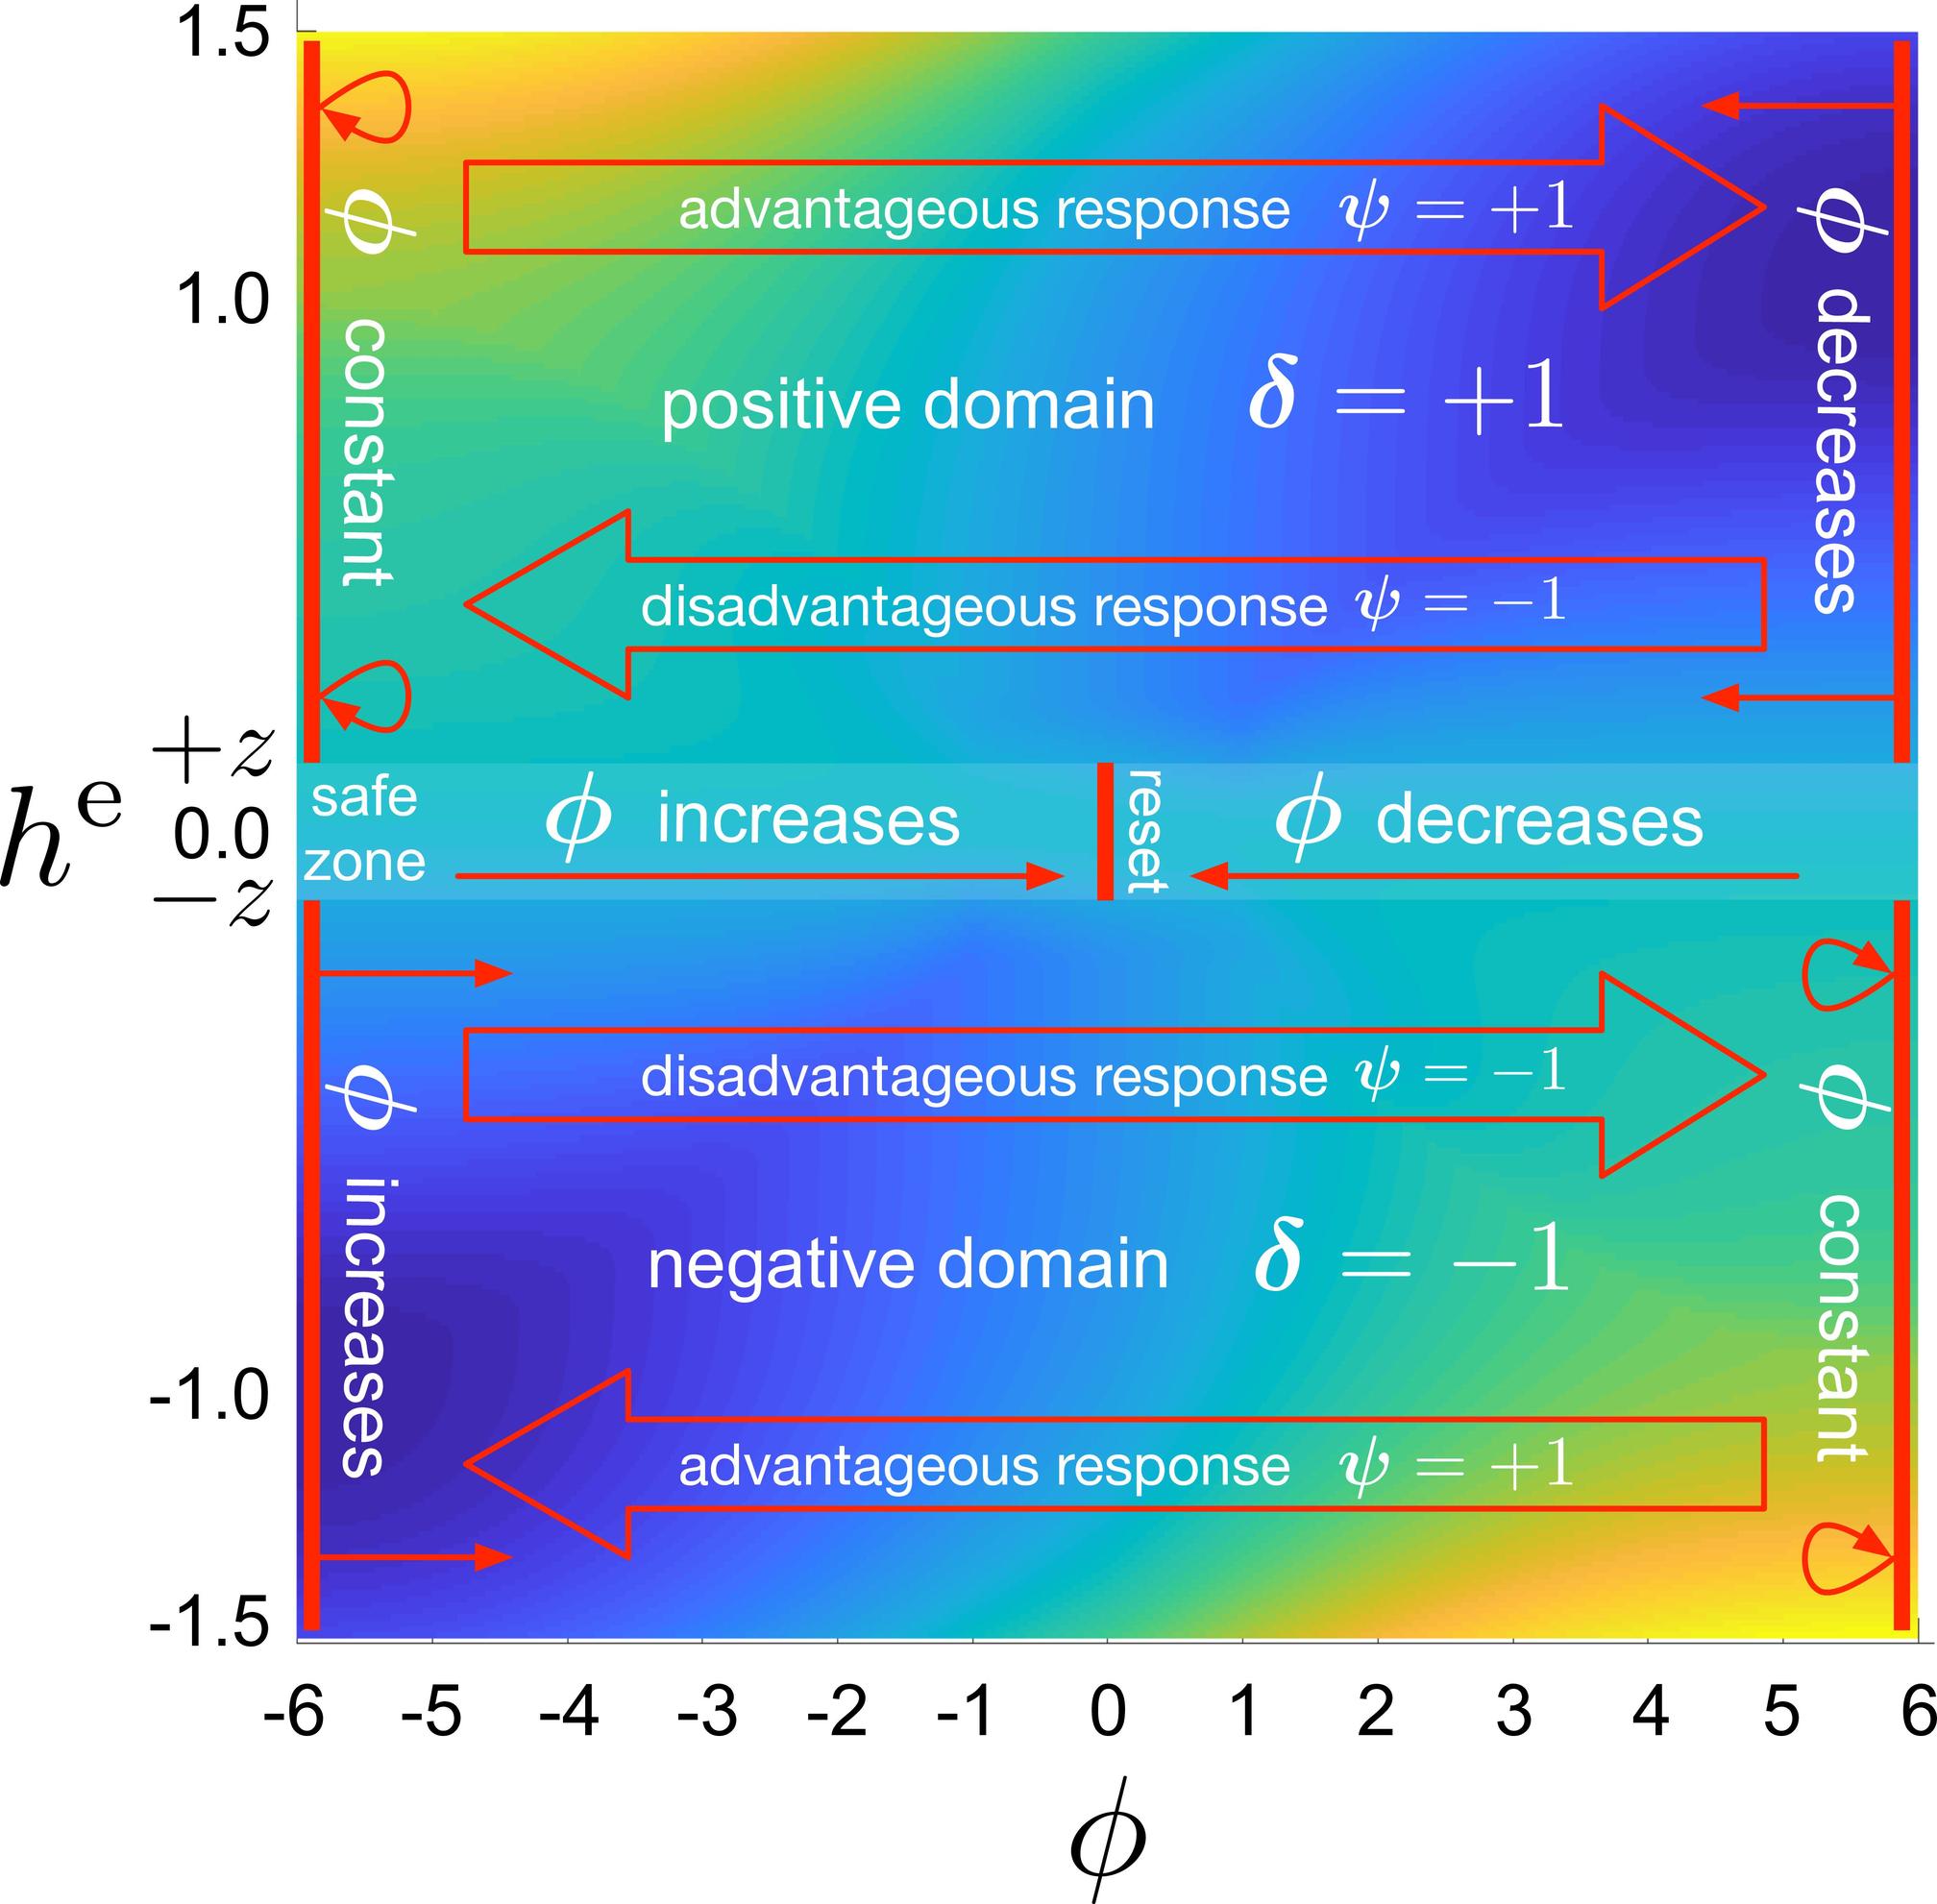 1.5
1.0
+z
hᵉ
0.0
−z
-1.0
-1.5
ϕ constant
advantageous response ψ = +1
ϕ decreases
positive domain δ = +1
disadvantageous response ψ = −1
safe
zone
ϕ increases
reset
ϕ decreases
disadvantageous response ψ = −1
ϕ increases
negative domain δ = −1
ϕ constant
advantageous response ψ = +1
-6 -5 -4 -3 -2 -1 0 1 2 3 4 5 6
ϕ